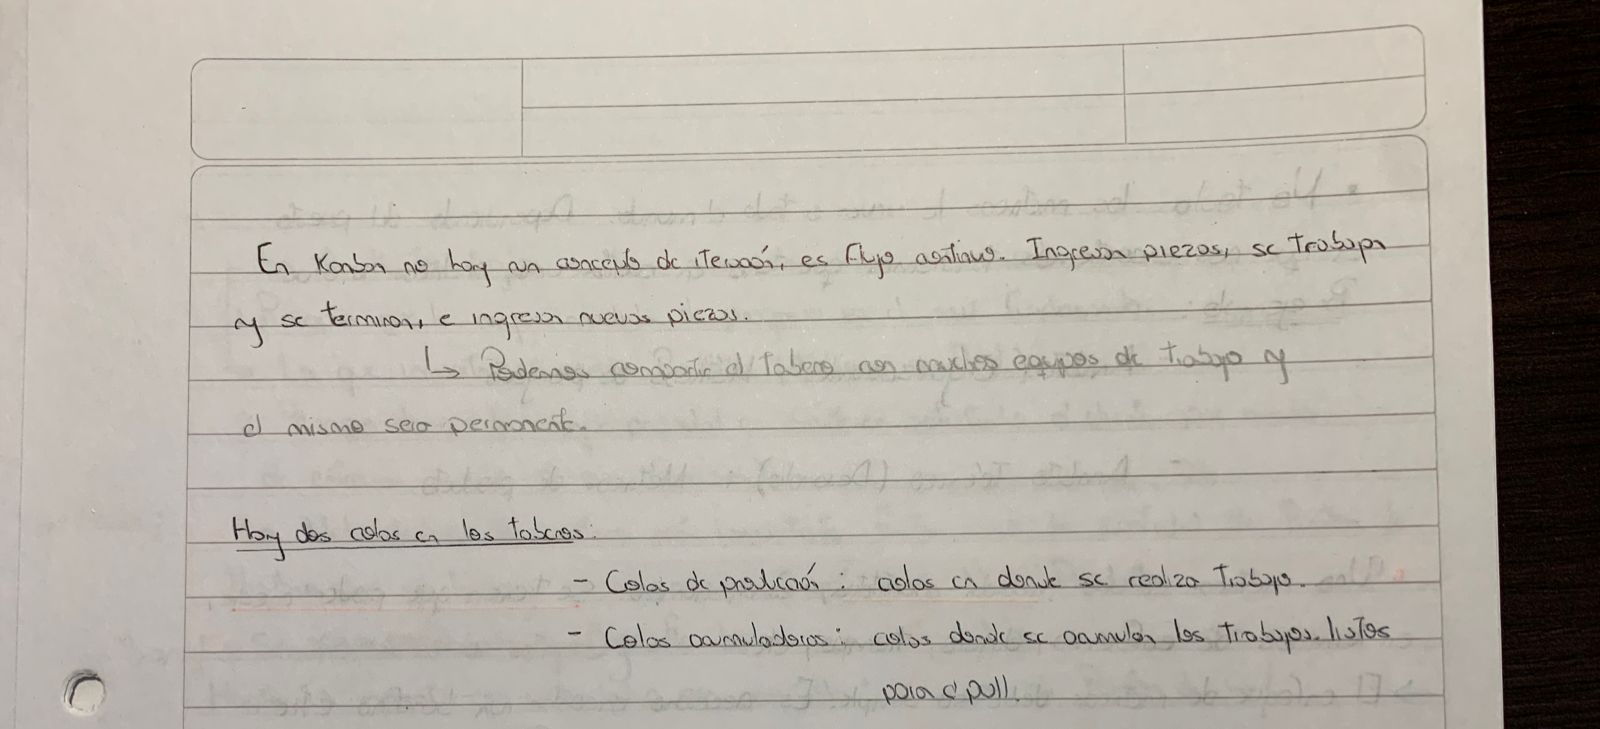 En Kanban no hay un concepto de iteración, es flujo continuo. Ingresan piezas, se trabajan
y se terminan, e ingresan nuevas piezas.
↳ Podemos compartir el tablero con muchos equipos de trabajo y
el mismo sera permanente.
Hay dos colas en los tableros:
- Colas de producción: colas en donde se realiza trabajo.
- Colas acumuladoras: colas donde se acumulan los trabajos listos
para el pull.